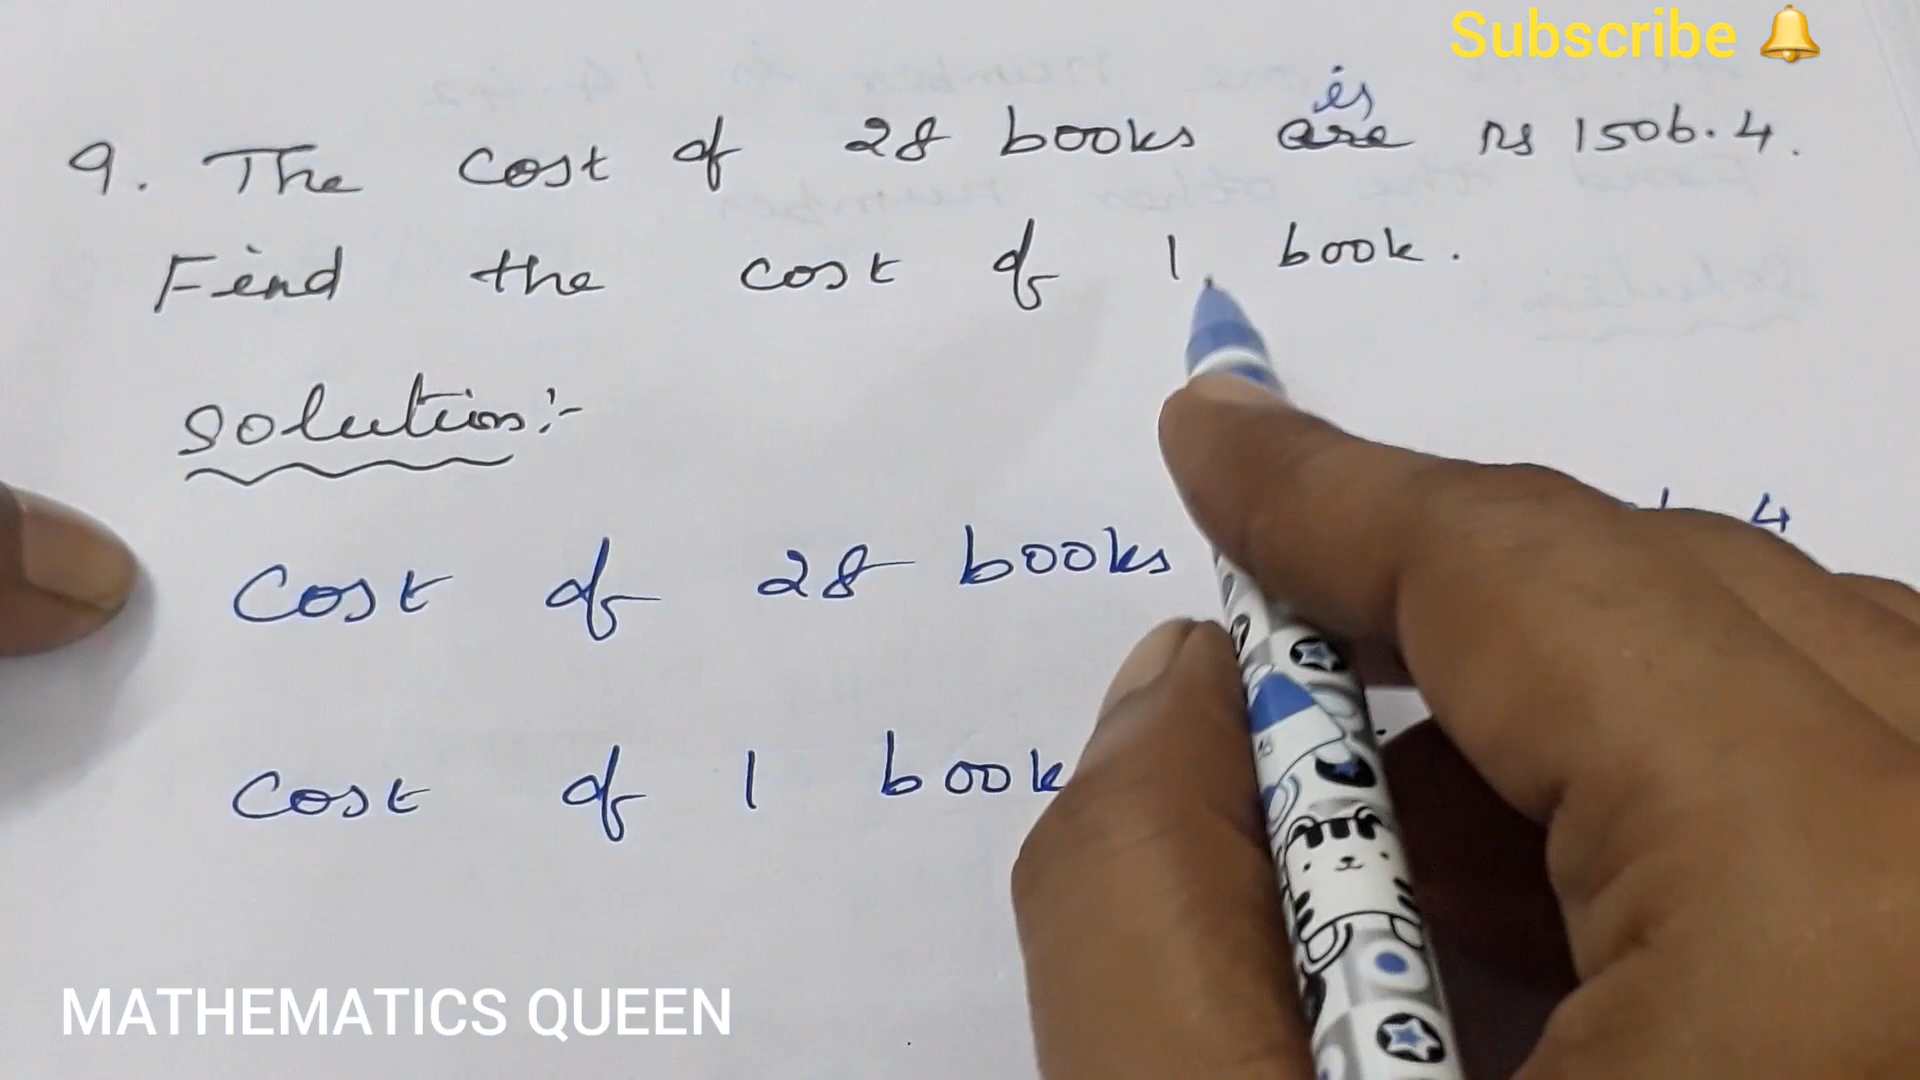 Subscribe 🔔
9. The cost of 28 books are is rs 1506.4.
Find the cost of 1 book.
Solution:-
Cost of 28 books 4
Cost of 1 book
MATHEMATICS QUEEN